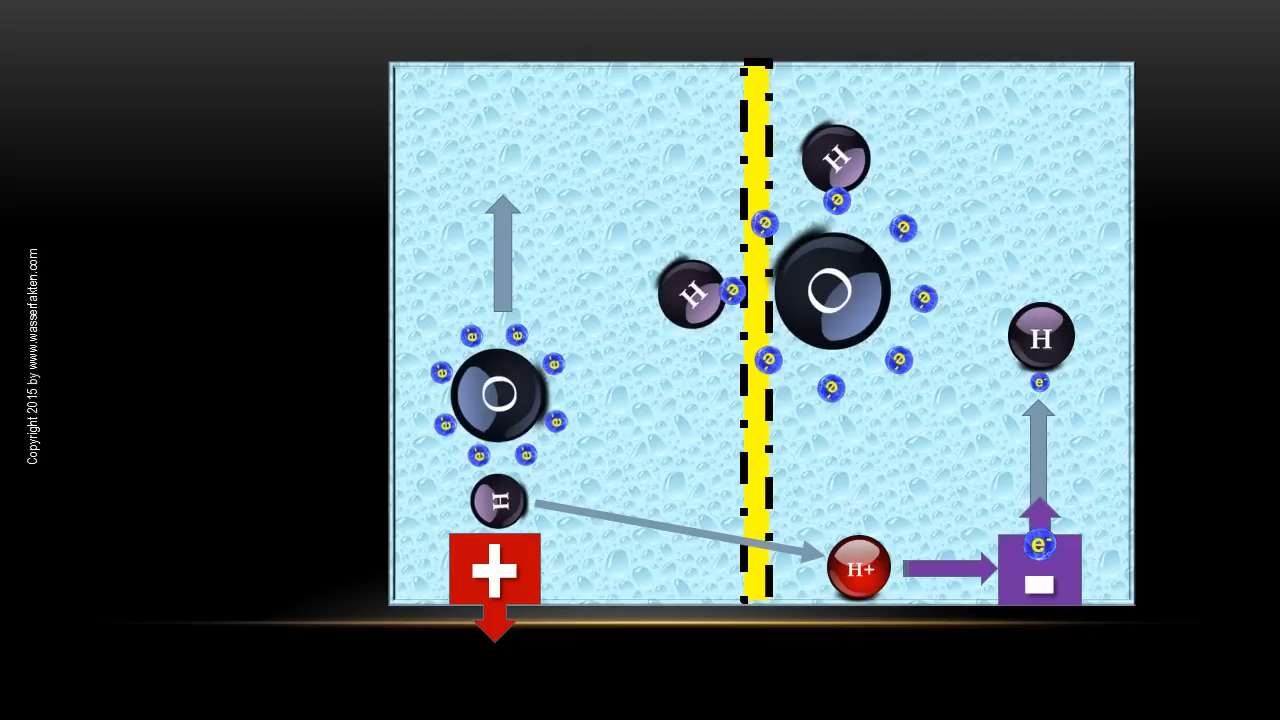 Copyright 2015 by www.wasserfakten.com
H
e-
e-
e-
H
e-
O
e-
H
e-
e-
e-
e-
e-
e-
e-
O
e-
e-
e-
e-
e-
H
H+
e-
+
-